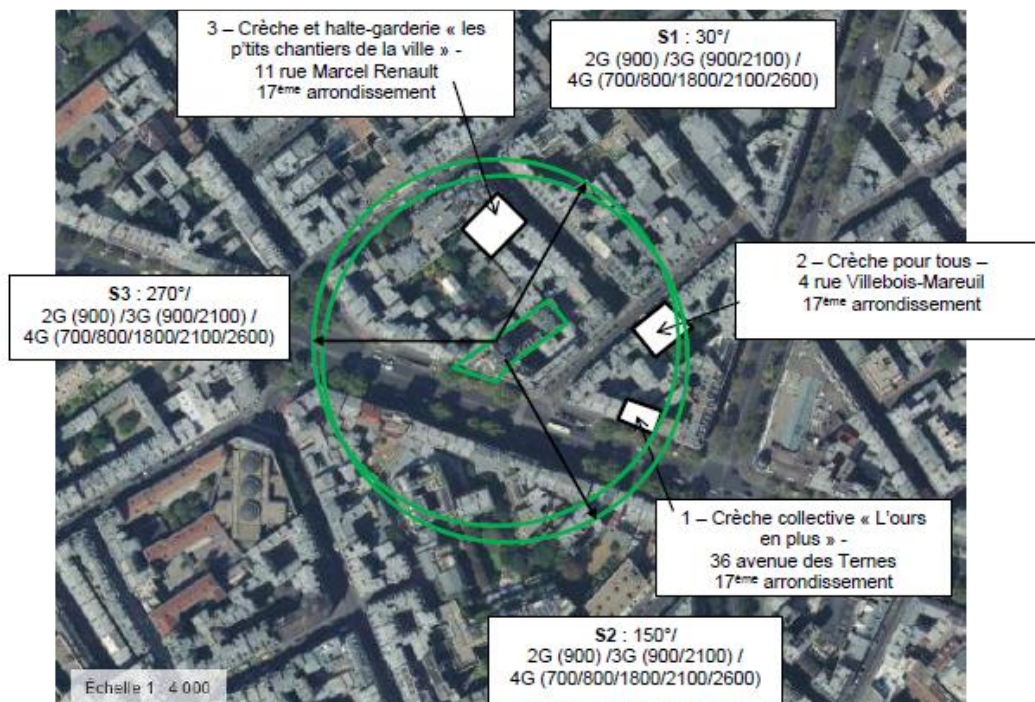 3 – Crèche et halte-garderie « les
p'tits chantiers de la ville » -
11 rue Marcel Renault
17ème arrondissement
S1 : 30°/
2G (900) /3G (900/2100) /
4G (700/800/1800/2100/2600)
2 – Crèche pour tous –
4 rue Villebois-Mareuil
17ème arrondissement
S3 : 270°/
2G (900) /3G (900/2100) /
4G (700/800/1800/2100/2600)
1 – Crèche collective « L'ours
en plus » -
36 avenue des Ternes
17ème arrondissement
S2 : 150°/
2G (900) /3G (900/2100) /
4G (700/800/1800/2100/2600)
Échelle 1 : 4 000